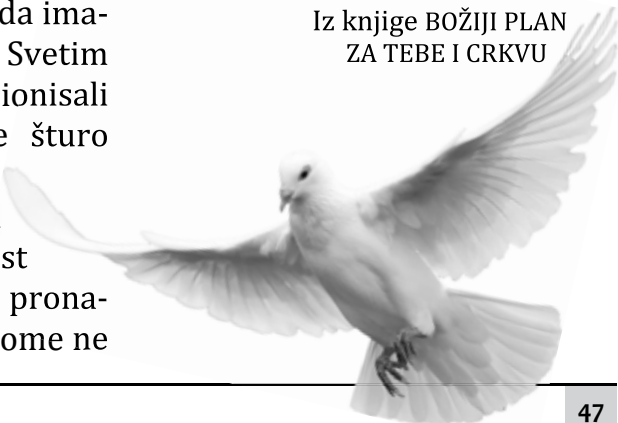 da ima-
Svetim
ionisali
e šturo
st
prona-
ome ne
Iz knjige BOŽIJI PLAN
ZA TEBE I CRKVU
47